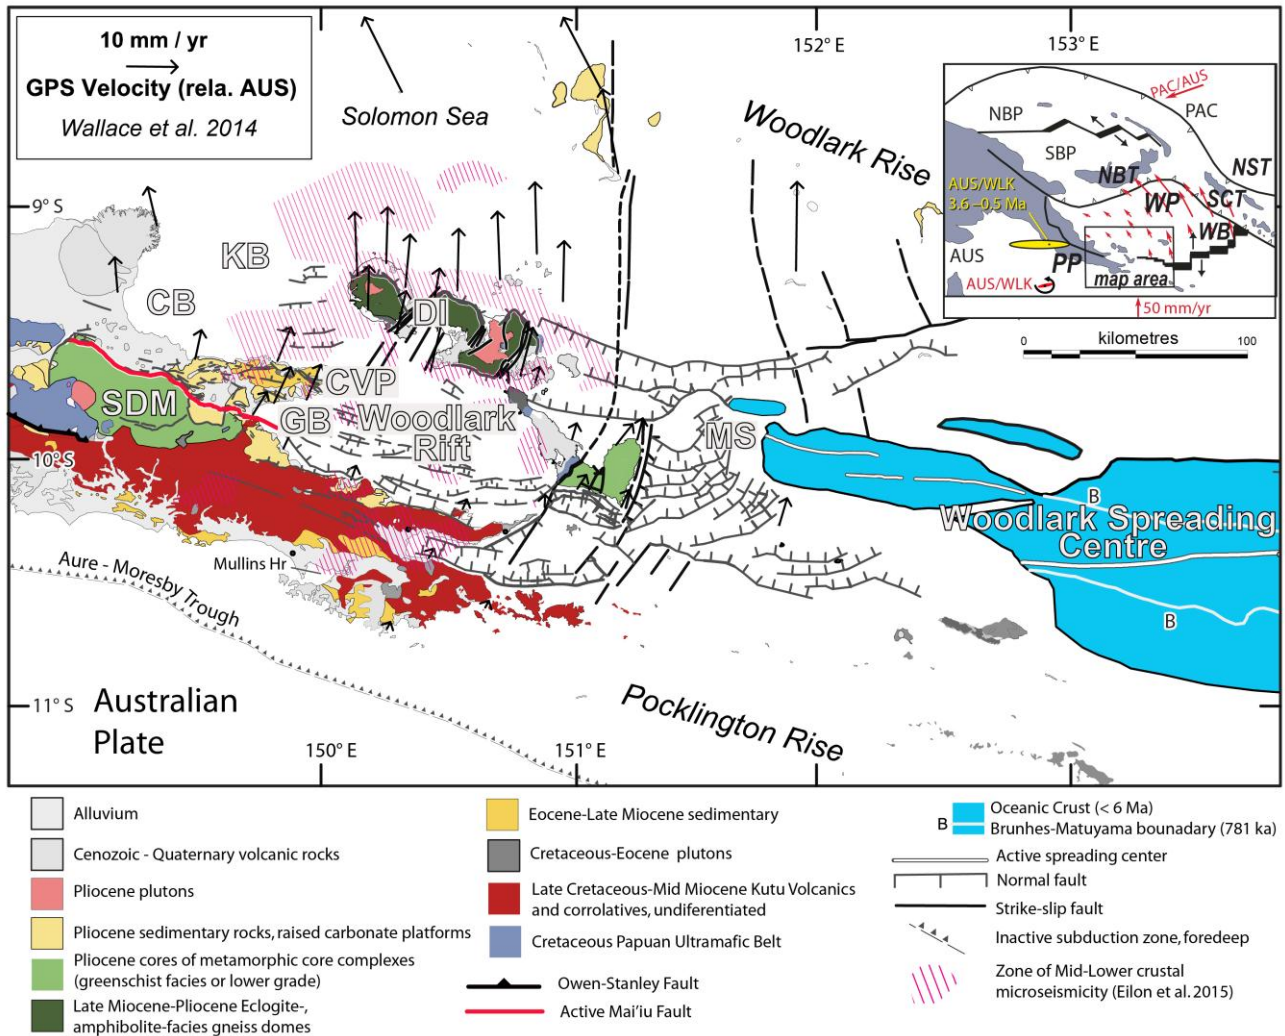 10 mm / yr
GPS Velocity (rela. AUS)
Wallace et al. 2014
Solomon Sea
152° E
153° E
Woodlark Rise
PAC/AUS
PAC
NBP
SBP
NBT
NST
AUS/WLK
3.6 –0.5 Ma
WP
SCT
WB
AUS
PP
map area
AUS/WLK
50 mm/yr
kilometres
0
100
9° S
KB
CB
DI
CVP
SDM
GB
Woodlark
Rift
MS
10° S
B
Woodlark Spreading
Centre
B
Mullins Hr
Aure - Moresby
Trough
11° S
Australian
Plate
150° E
151° E
Pocklington Rise
Alluvium
Cenozoic - Quaternary volcanic rocks
Pliocene plutons
Pliocene sedimentary rocks, raised carbonate platforms
Pliocene cores of metamorphic core complexes
(greenschist facies or lower grade)
Late Miocene-Pliocene Eclogite-,
amphibolite-facies gneiss domes
Eocene-Late Miocene sedimentary
Cretaceous-Eocene plutons
Late Cretaceous-Mid Miocene Kutu Volcanics
and corrolatives, undiferentiated
Cretaceous Papuan Ultramafic Belt
Owen-Stanley Fault
Active Mai'iu Fault
Oceanic Crust (< 6 Ma)
B Brunhes-Matuyama bounadary (781 ka)
Active spreading center
Normal fault
Strike-slip fault
Inactive subduction zone, foredeep
Zone of Mid-Lower crustal
microseismicity (Eilon et al. 2015)